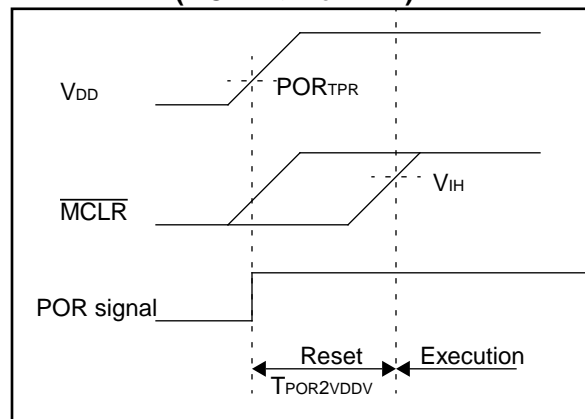 VDD
PORTPR
MCLR
VIH
POR signal
Reset
Execution
TPOR2VDDV